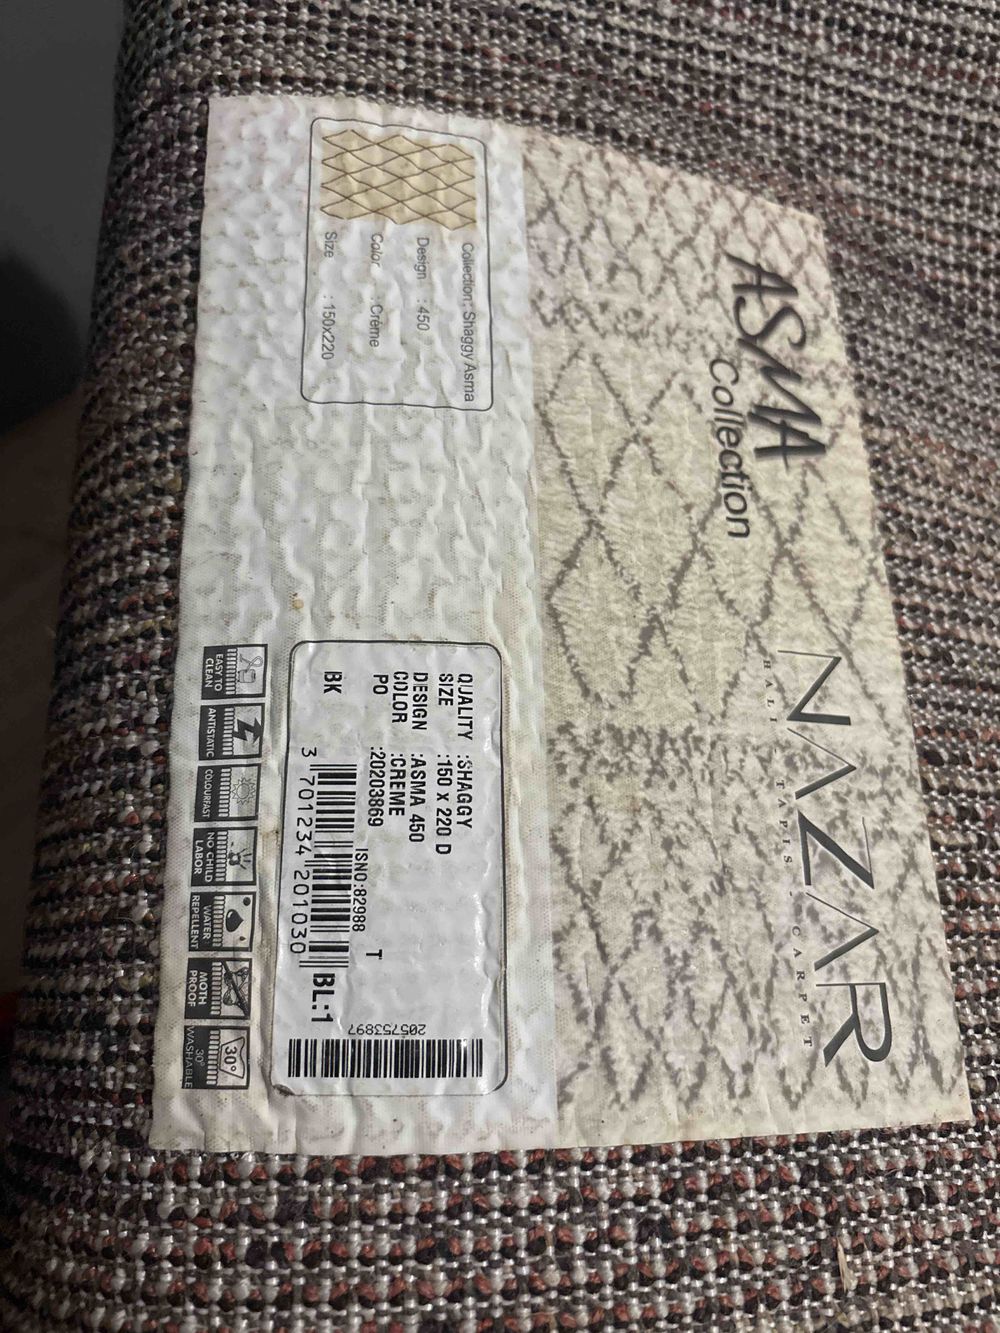 ASMA
Collection
NAZAR
HALI . TAPIS . CARPET
Collection : Shaggy Asma
Design : 450
Color : Crème
Size : 150x220
QUALITY :SHAGGY
SIZE :150 X 220 D
DESIGN :ASMA 450
COLOR :CREME
PO :20203869
ISNO:82988 T
BK
3 701234 201030
BL:1
205753897
EASY TO CLEAN
ANTISTATIC
COLOURFAST
NO CHILD LABOR
WATER REPELLENT
MOTH PROOF
30°
30°
WASHABLE